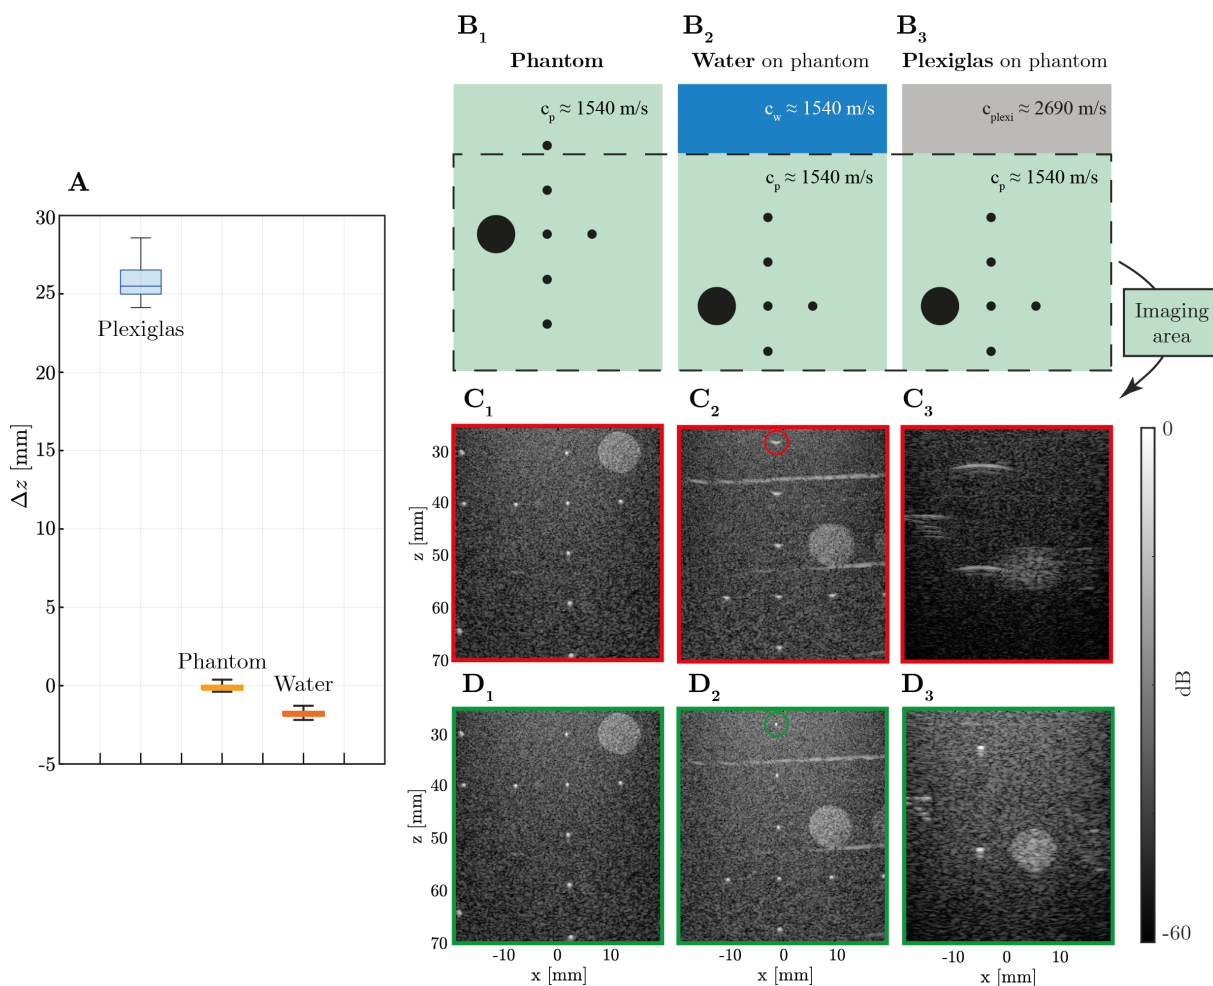 B1
B2
B3
Phantom
Water on phantom
Plexiglas on phantom
cp ≈ 1540 m/s
cw ≈ 1540 m/s
cplexi ≈ 2690 m/s
cp ≈ 1540 m/s
cp ≈ 1540 m/s
Imaging
area
A
30
25
20
15
10
5
0
-5
Δz [mm]
Plexiglas
Phantom
Water
C1
C2
C3
30
40
50
60
70
z [mm]
D1
D2
D3
30
40
50
60
70
z [mm]
-10
0
10
-10
0
10
-10
0
10
x [mm]
x [mm]
x [mm]
0
dB
-60